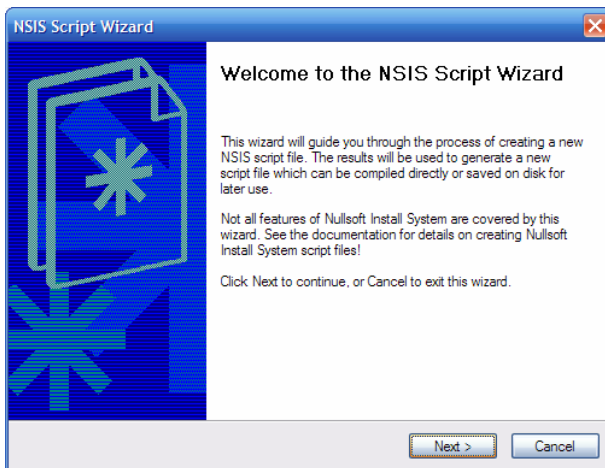 NSIS Script Wizard
Welcome to the NSIS Script Wizard
This wizard will guide you through the process of creating a new
NSIS script file. The results will be used to generate a new
script file which can be compiled directly or saved on disk for
later use.
Not all features of Nullsoft Install System are covered by this
wizard. See the documentation for details on creating Nullsoft
Install System script files!
Click Next to continue, or Cancel to exit this wizard.
Next >
Cancel